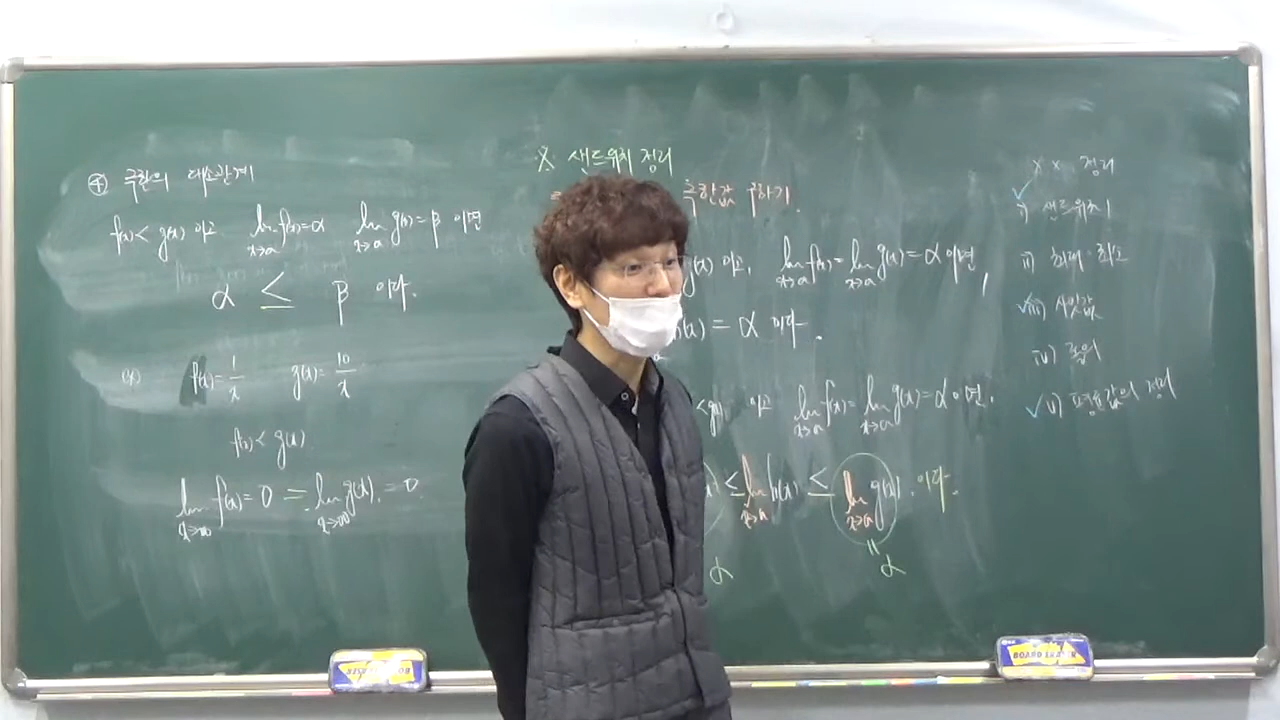 ④ 극한의 대소관계
f(x) < g(x) 이고 lim x→a f(x) = α lim x→a g(x) = β 이면
α ≤ β 이다.
f(x) = 1/x g(x) = 10/x
f(x) < g(x)
lim x→∞ f(x) = 0 = lim x→∞ g(x) = 0
※ 샌드위치 정리
극한값 구하기.
g(x) 이고, lim x→a f(x) = lim x→a g(x) = α 이면,
(x) = α 이다.
< g(x) 이고 lim x→a f(x) = lim x→a g(x) = α 이면.
≤ lim x→a h(x) ≤ lim x→a g(x) 이다.
α = α
※※ 정리
✓ i) 샌드위치
ii) 최대·최소
✓ iii) 사잇값
iv) 롤의
✓ v) 평균값의 정리